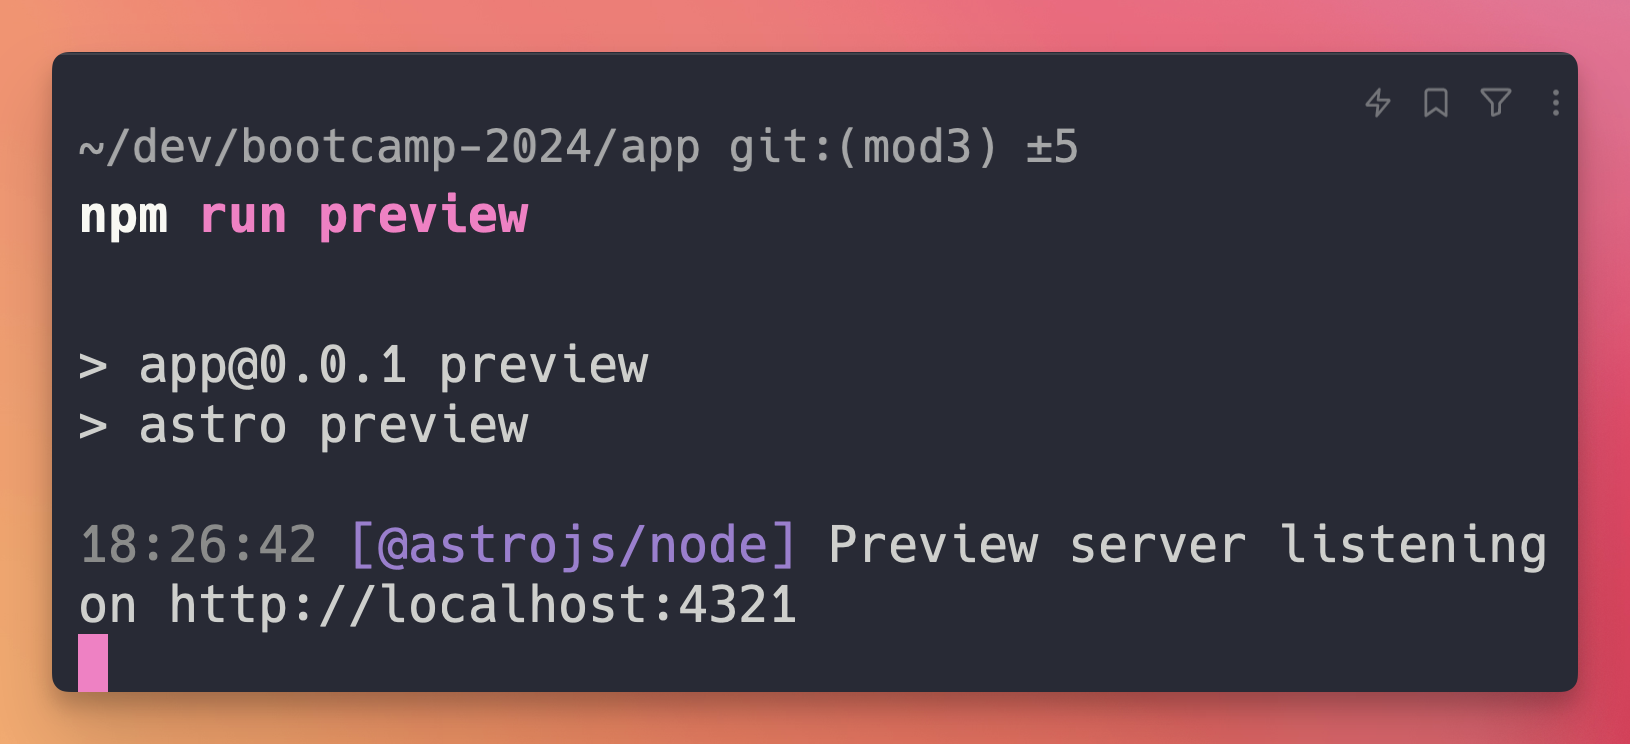 ~/dev/bootcamp-2024/app git:(mod3) ±5
npm run preview
> app@0.0.1 preview
> astro preview
18:26:42 [@astrojs/node] Preview server listening
on http://localhost:4321